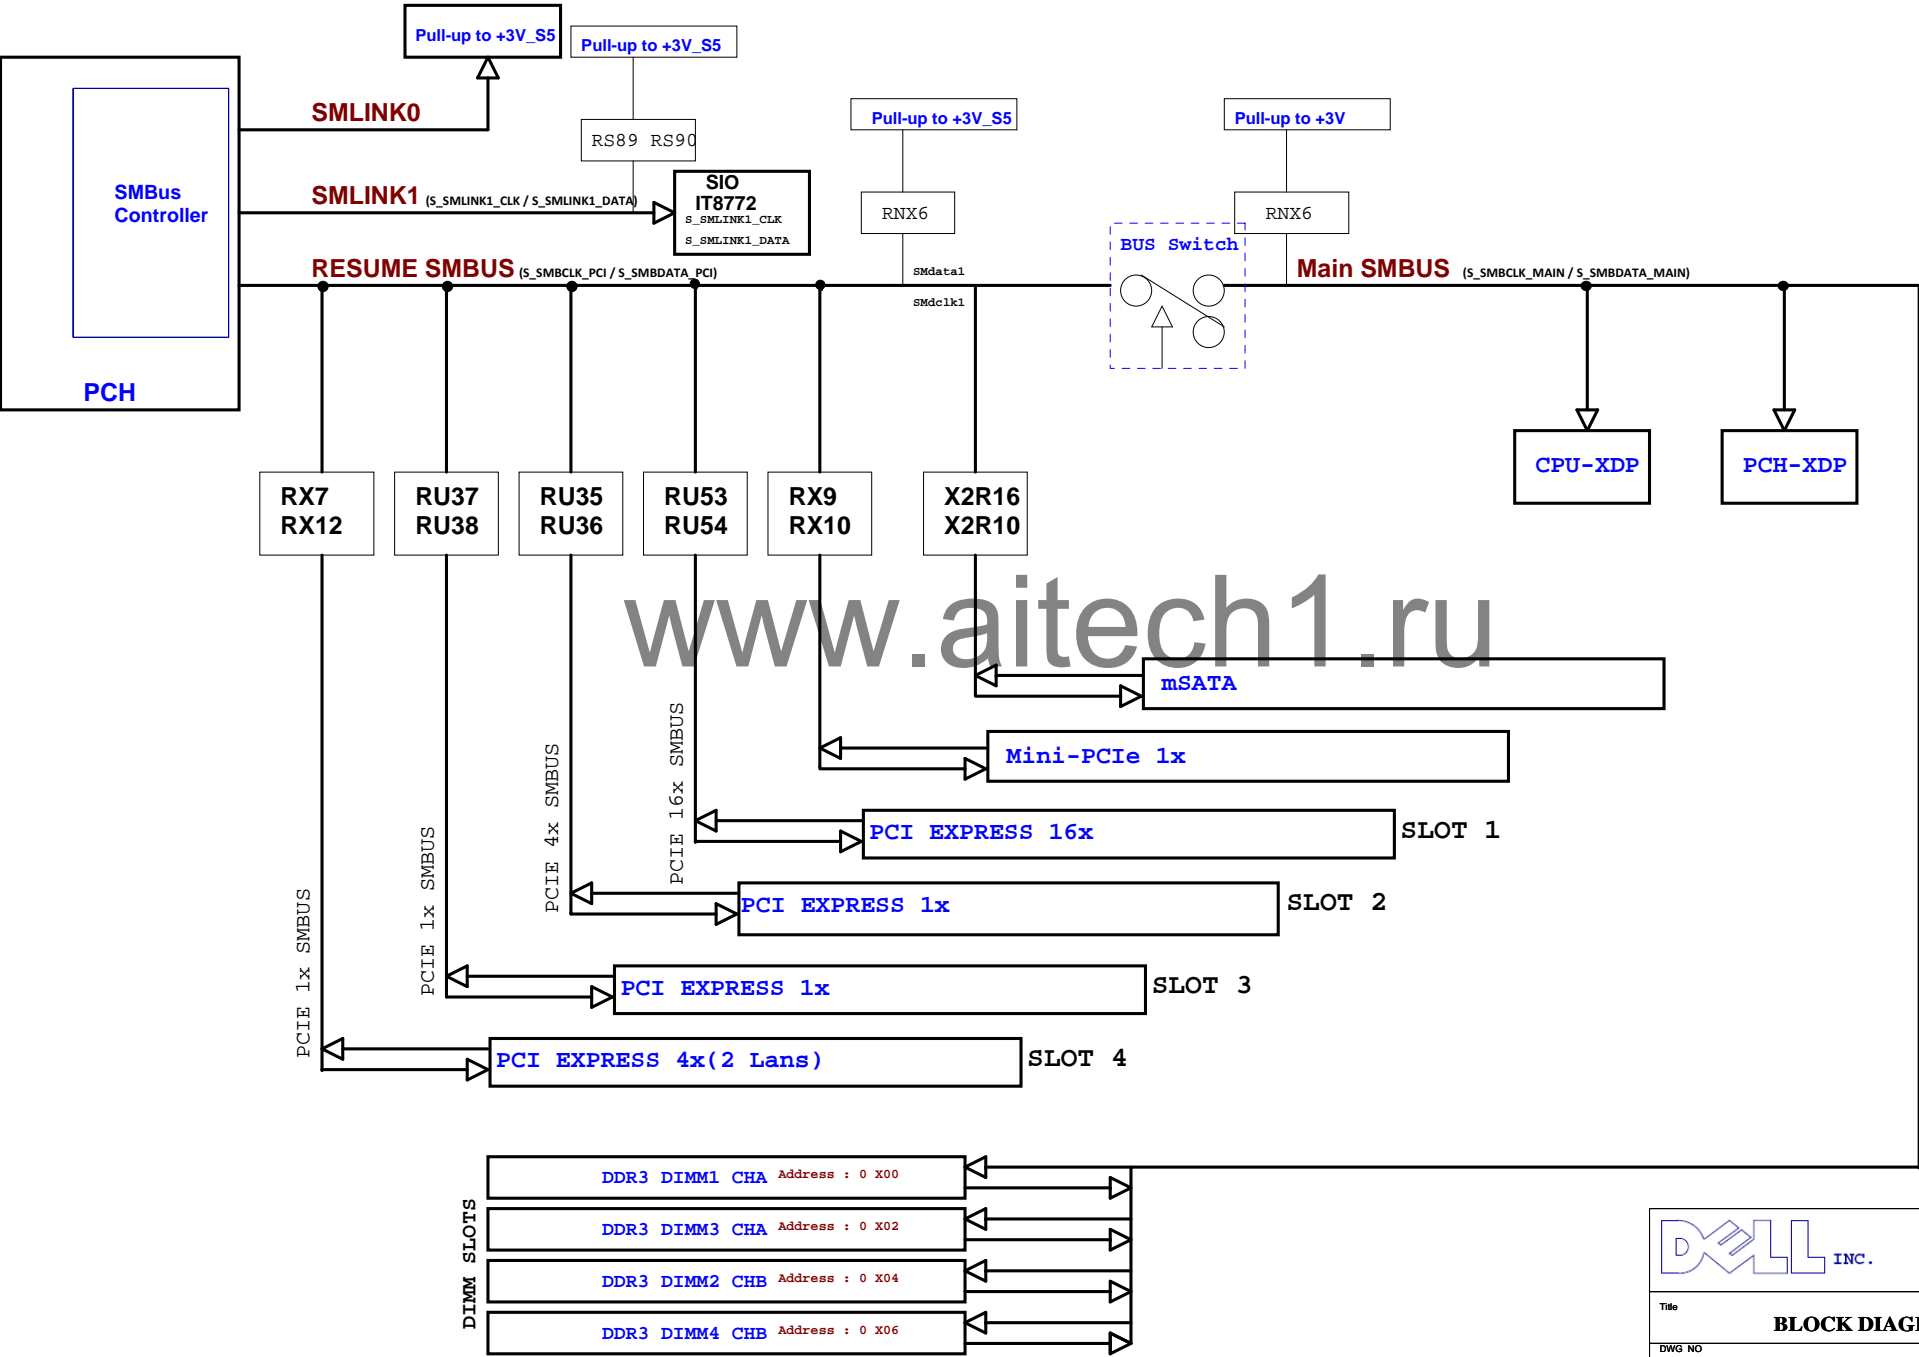 Pull-up to +3V_S5
Pull-up to +3V_S5
SMLINK0
RS89 RS90
Pull-up to +3V_S5
Pull-up to +3V
SMBus
Controller
PCH
SMLINK1 (S_SMLINK1_CLK / S_SMLINK1_DATA)
SIO
IT8772
S_SMLINK1_CLK
S_SMLINK1_DATA
RNX6
RNX6
BUS Switch
RESUME SMBUS (S_SMBCLK_PCI / S_SMBDATA_PCI)
SMdata1
SMdclk1
Main SMBUS (S_SMBCLK_MAIN / S_SMBDATA_MAIN)
CPU-XDP
PCH-XDP
RX7
RX12
RU37
RU38
RU35
RU36
RU53
RU54
RX9
RX10
X2R16
X2R10
www.aitech1.ru
mSATA
Mini-PCIe 1x
PCIE 16x SMBUS
PCI EXPRESS 16x
SLOT 1
PCIE 4x SMBUS
PCI EXPRESS 1x
SLOT 2
PCIE 1x SMBUS
PCI EXPRESS 1x
SLOT 3
PCIE 1x SMBUS
PCI EXPRESS 4x(2 Lans)
SLOT 4
DIMM SLOTS
DDR3 DIMM1 CHA Address : 0 X00
DDR3 DIMM3 CHA Address : 0 X02
DDR3 DIMM2 CHB Address : 0 X04
DDR3 DIMM4 CHB Address : 0 X06
DELL INC.
Title
BLOCK DIAG
DWG NO